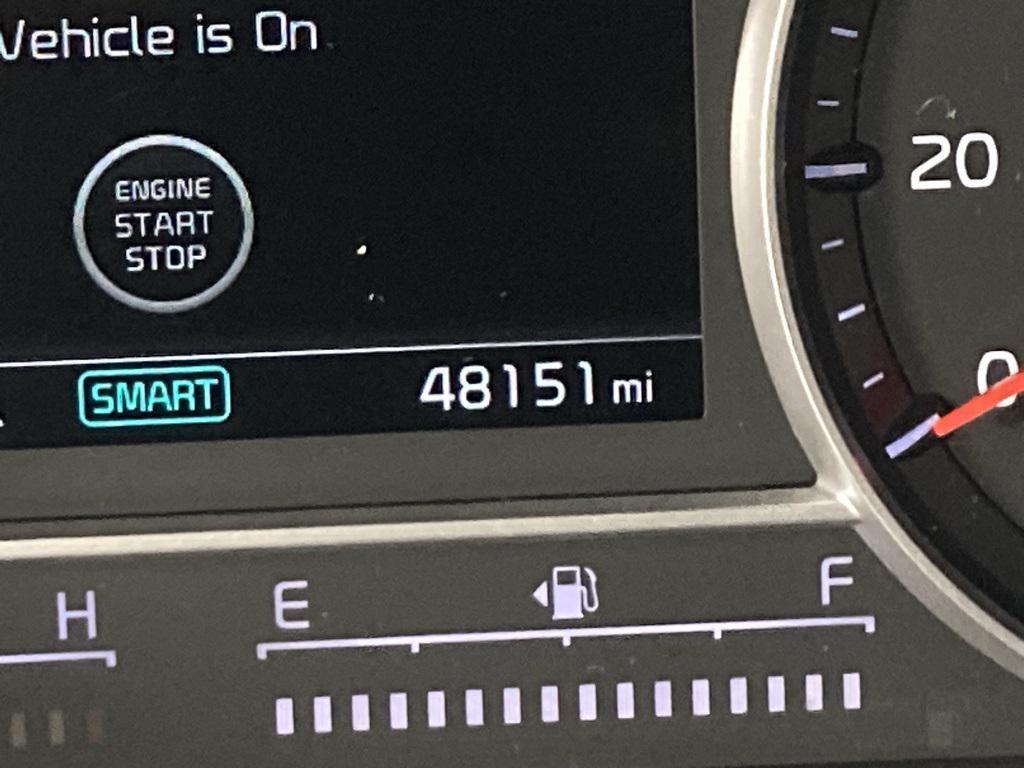 Vehicle is On
ENGINE
START
STOP
20
SMART
48151 mi
0
H
E
F